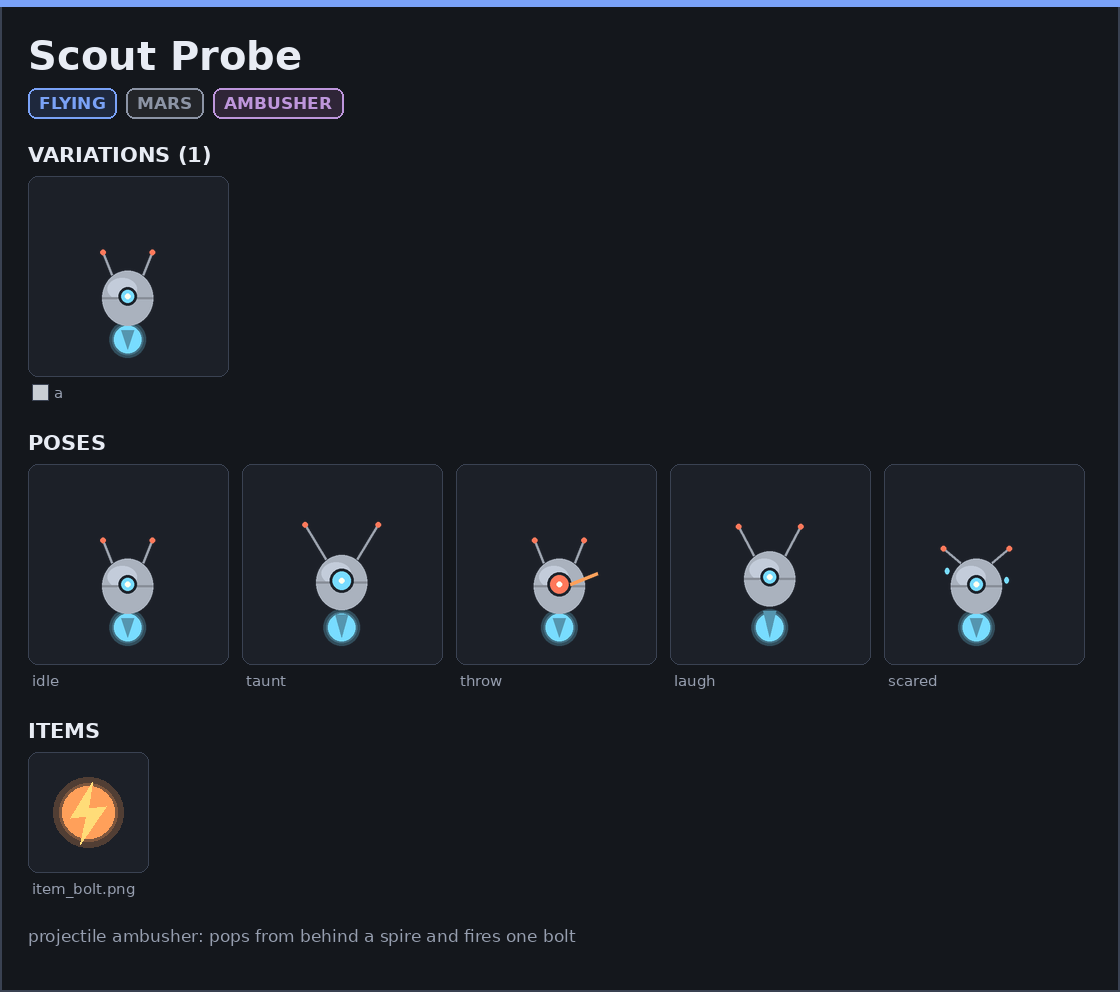 Scout Probe
FLYING MARS AMBUSHER
VARIATIONS (1)
a
POSES
idle taunt throw laugh scared
ITEMS
item_bolt.png
projectile ambusher: pops from behind a spire and fires one bolt